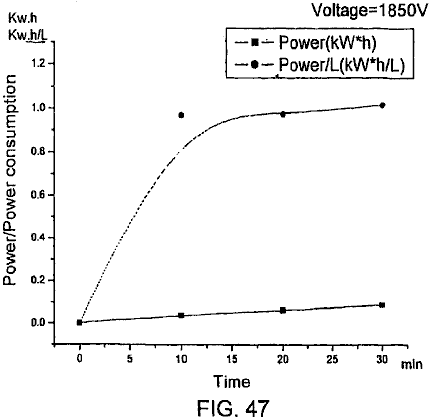 Voltage=1850V
Kw.h
Kw.h/L
Power(kW*h)
Power/L(kW*h/L)
Power/Power consumption
1.2
1.0
0.8
0.6
0.4
0.2
0.0
0 5 10 15 20 25 30 min
Time
FIG. 47